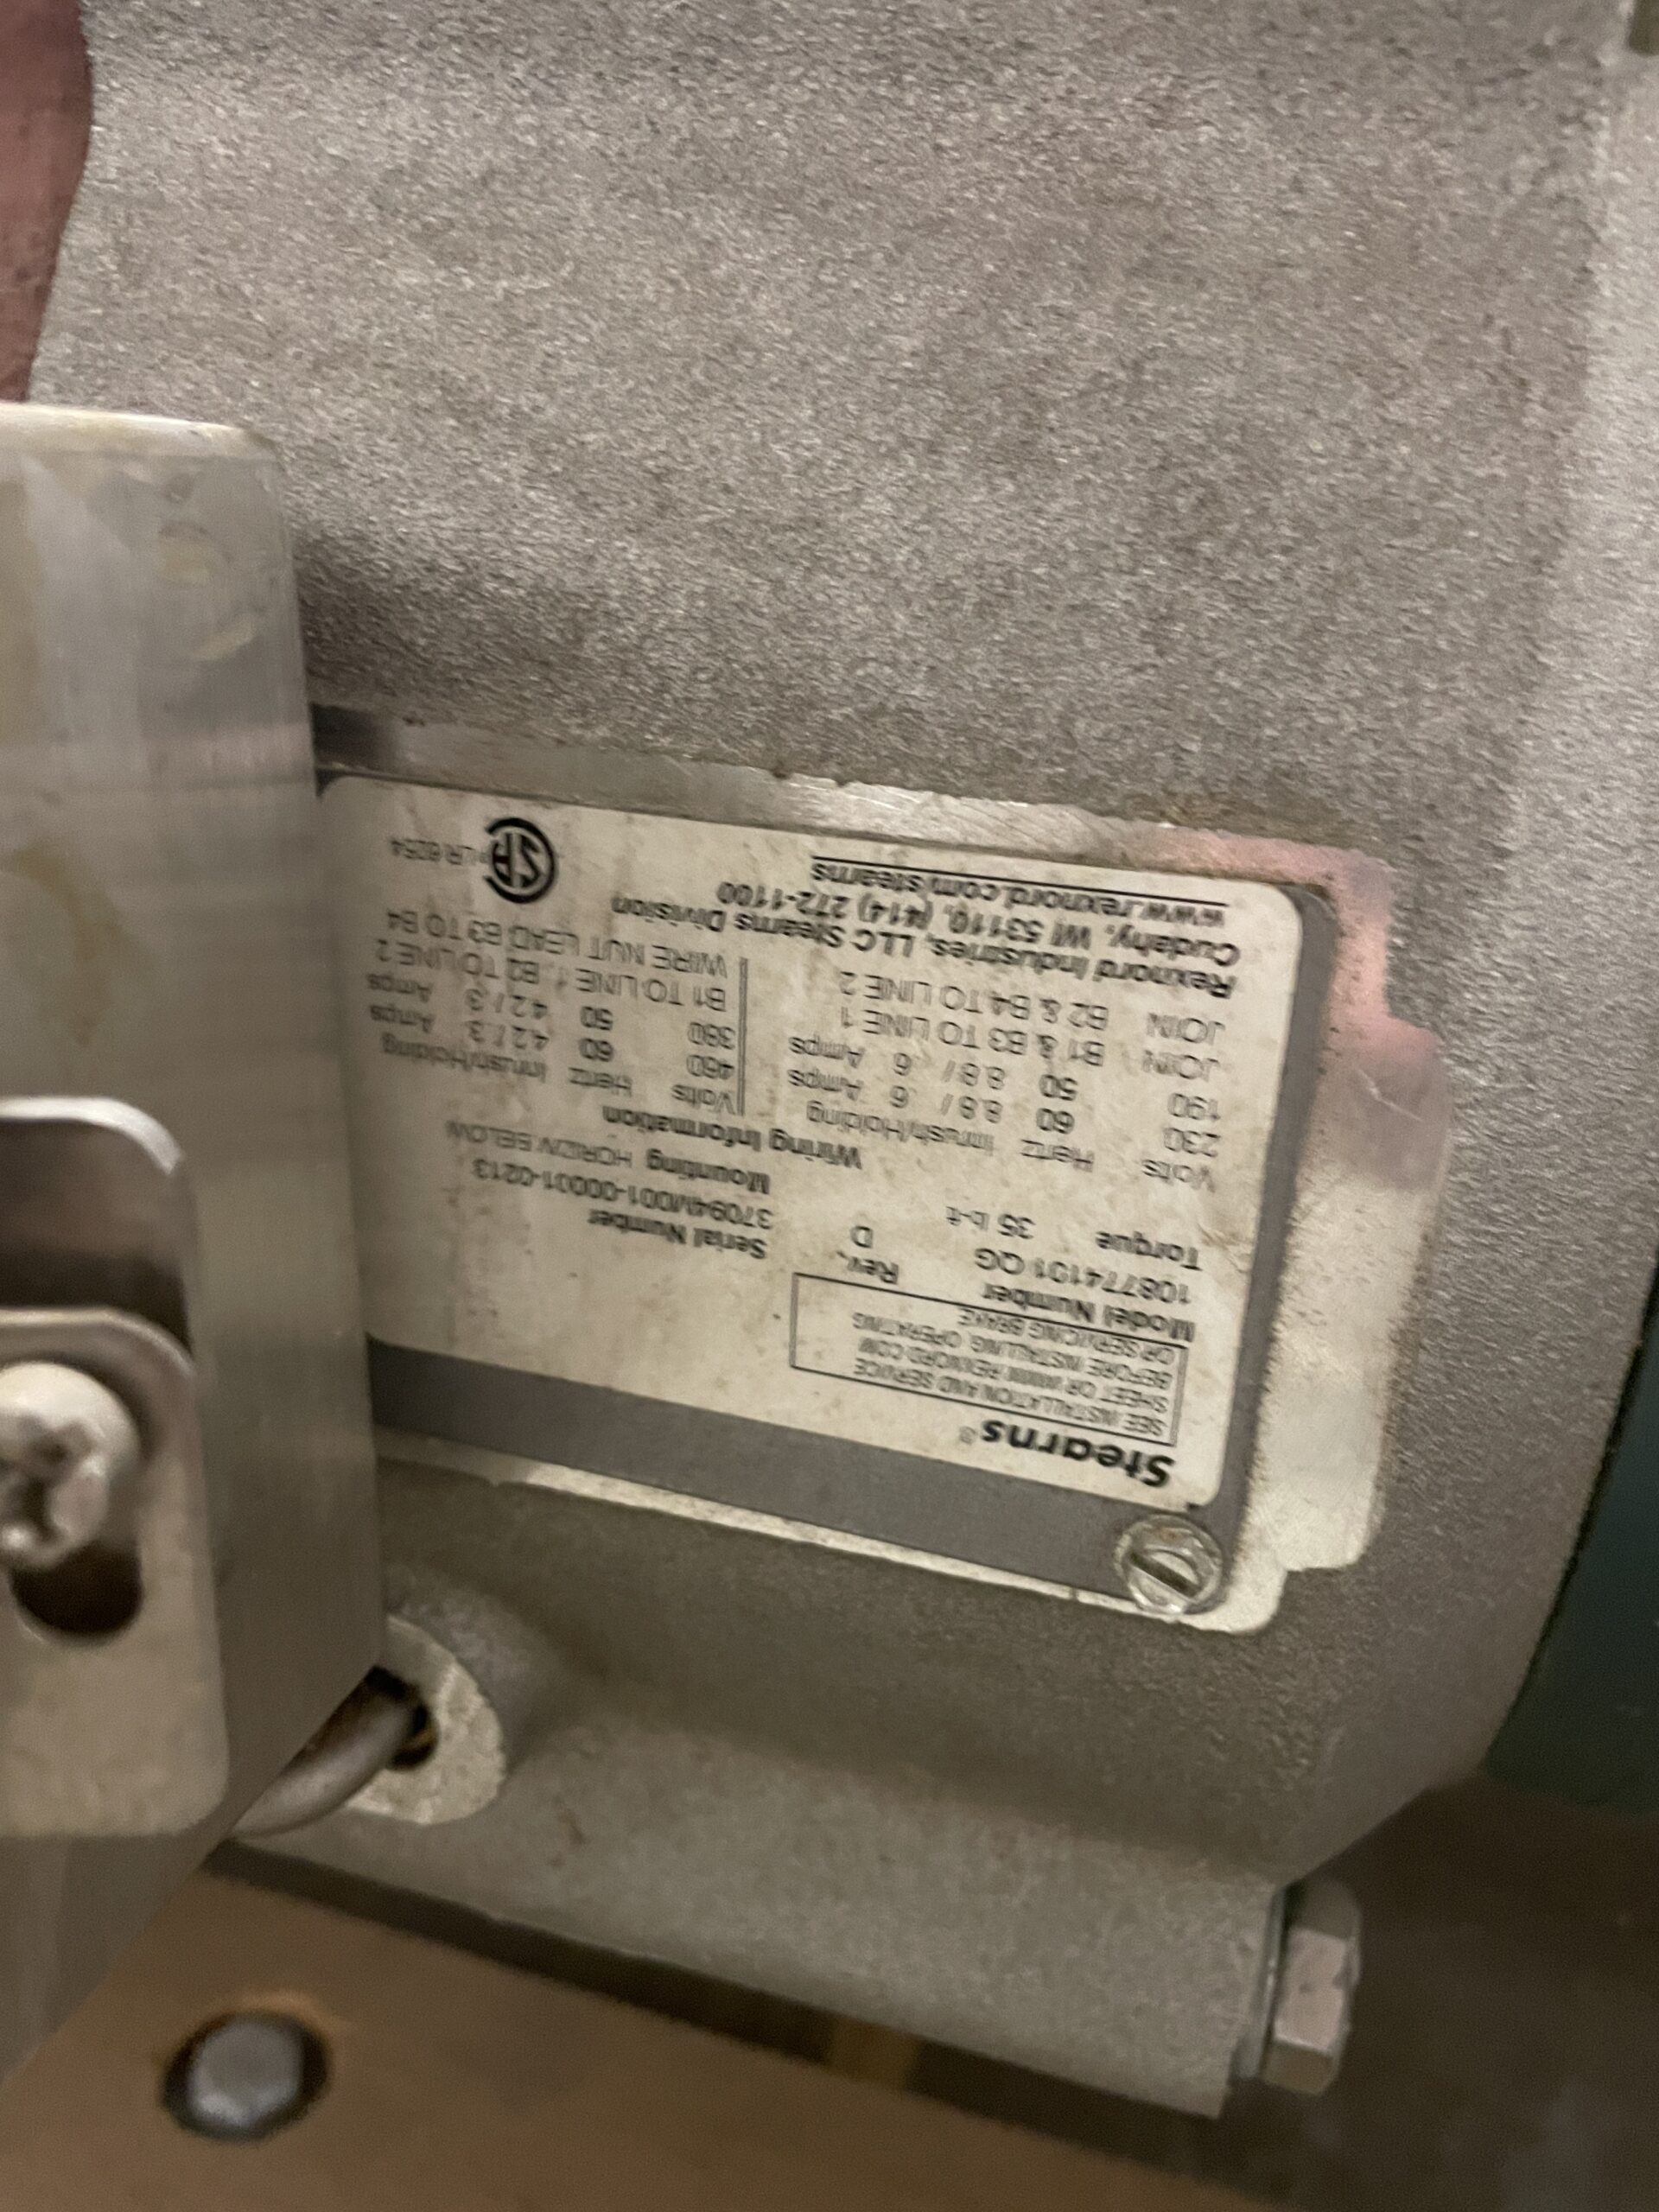 Stearns®
SEE INSTALLATION AND SERVICE
SHEET OR WWW.REXNORD.COM
BEFORE INSTALLING, OPERATING
OR SERVICING BRAKE
Model Number Rev. Serial Number
108774101 QG D 37094M001-00001-0213
Torque 35 lb-ft Mounting HORIZ/V BELOW
Wiring Information
Volts Hertz Inrush/Holding Volts Hertz Inrush/Holding
230 60 8.8 / .6 Amps 460 60 4.2 / .3 Amps
190 50 8.8 / .6 Amps 380 50 4.2 / .3 Amps
JOIN B1 & B3 TO LINE 1 B1 TO LINE 1, B2 TO LINE 2
JOIN B2 & B4 TO LINE 2 WIRE NUT LEAD B3 TO B4
Rexnord Industries, LLC Stearns Division
Cudahy, WI 53110, (414) 272-1100
www.rexnord.com/stearns
SA LR 6254